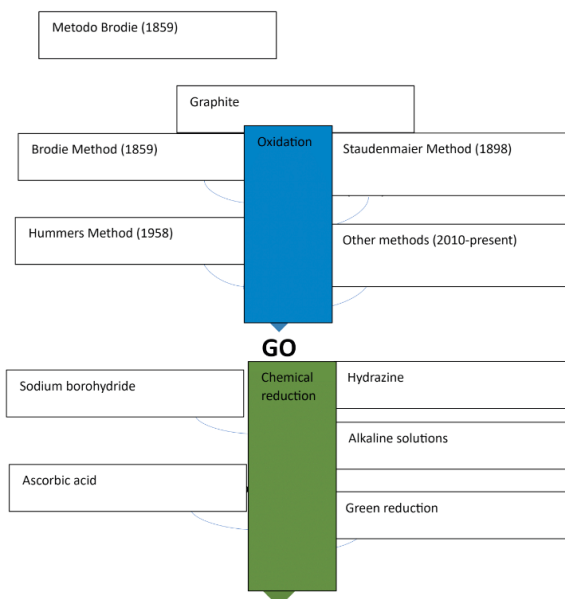 Metodo Brodie (1859)
Graphite
Oxidation
Brodie Method (1859)
Staudenmaier Method (1898)
Hummers Method (1958)
Other methods (2010-present)
GO
Chemical
reduction
Sodium borohydride
Hydrazine
Alkaline solutions
Ascorbic acid
Green reduction